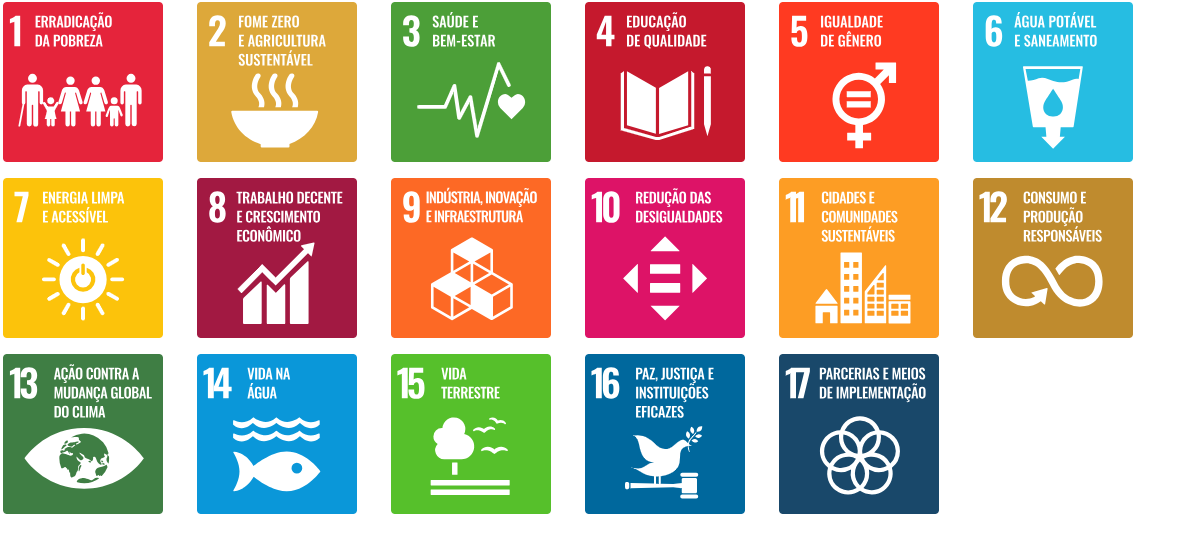 1 ERRADICAÇÃO
DA POBREZA
2 FOME ZERO
E AGRICULTURA
SUSTENTÁVEL
3 SAÚDE E
BEM-ESTAR
4 EDUCAÇÃO
DE QUALIDADE
5 IGUALDADE
DE GÊNERO
6 ÁGUA POTÁVEL
E SANEAMENTO
7 ENERGIA LIMPA
E ACESSÍVEL
8 TRABALHO DECENTE
E CRESCIMENTO
ECONÔMICO
9 INDÚSTRIA, INOVAÇÃO
E INFRAESTRUTURA
10 REDUÇÃO DAS
DESIGUALDADES
11 CIDADES E
COMUNIDADES
SUSTENTÁVEIS
12 CONSUMO E
PRODUÇÃO
RESPONSÁVEIS
13 AÇÃO CONTRA A
MUDANÇA GLOBAL
DO CLIMA
14 VIDA NA
ÁGUA
15 VIDA
TERRESTRE
16 PAZ, JUSTIÇA E
INSTITUIÇÕES
EFICAZES
17 PARCERIAS E MEIOS
DE IMPLEMENTAÇÃO